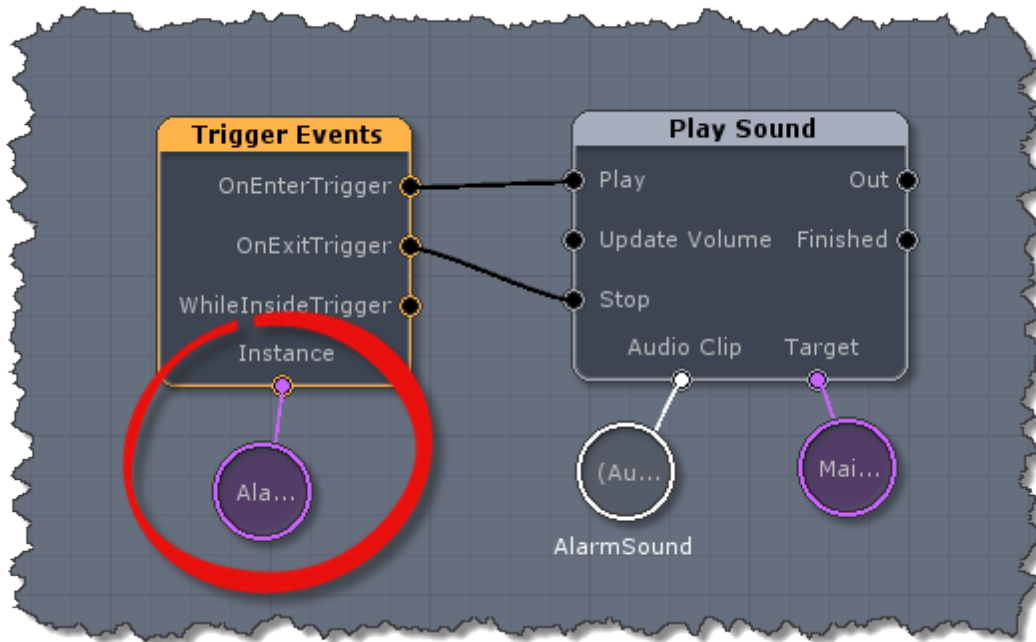 Trigger Events
OnEnterTrigger
OnExitTrigger
WhileInsideTrigger
Instance
Ala...
Play Sound
Play Out
Update Volume Finished
Stop
Audio Clip Target
(Au...
Mai...
AlarmSound